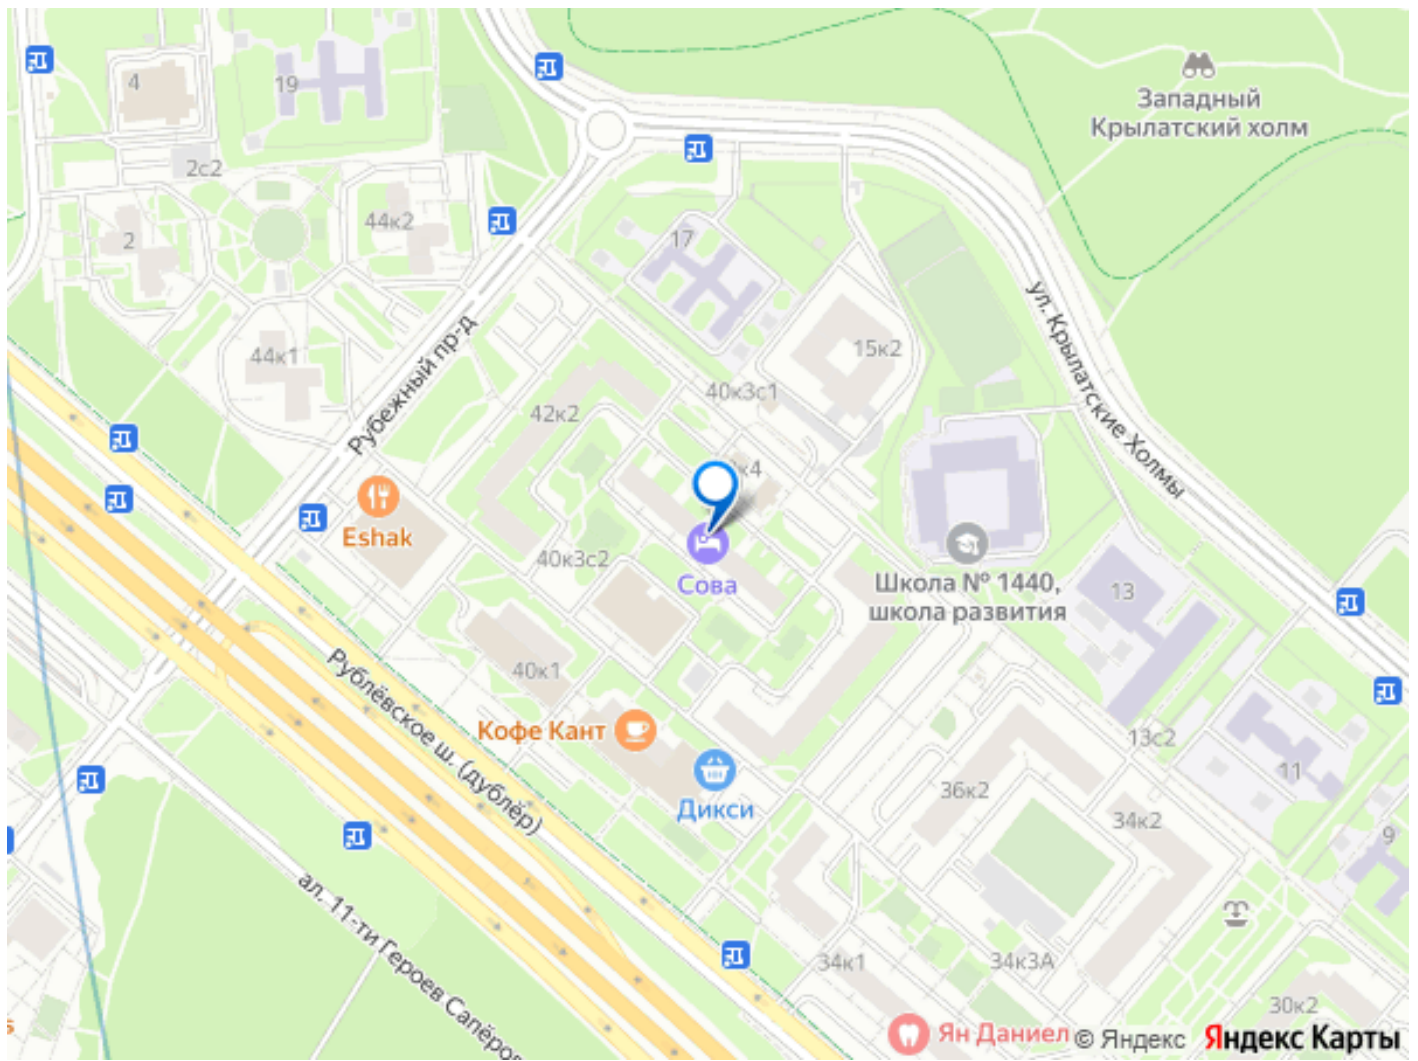 4
19
Западный
Крылатский холм
2с2
44к2
17
2
ул. Крылатские Холмы
Рубежный пр-д
44к1
15к2
40к3с1
42к2
к4
Eshak
40к3с2
Сова
Школа № 1440,
школа развития
13
Рублёвское ш. (дублёр)
40к1
Кофе Кант
13с2
11
Дикси
36к2
34к2
9
ал. 11-ти Героев Сапёров
34к1
34к3А
30к2
Ян Даниел
© Яндекс Яндекс Карты